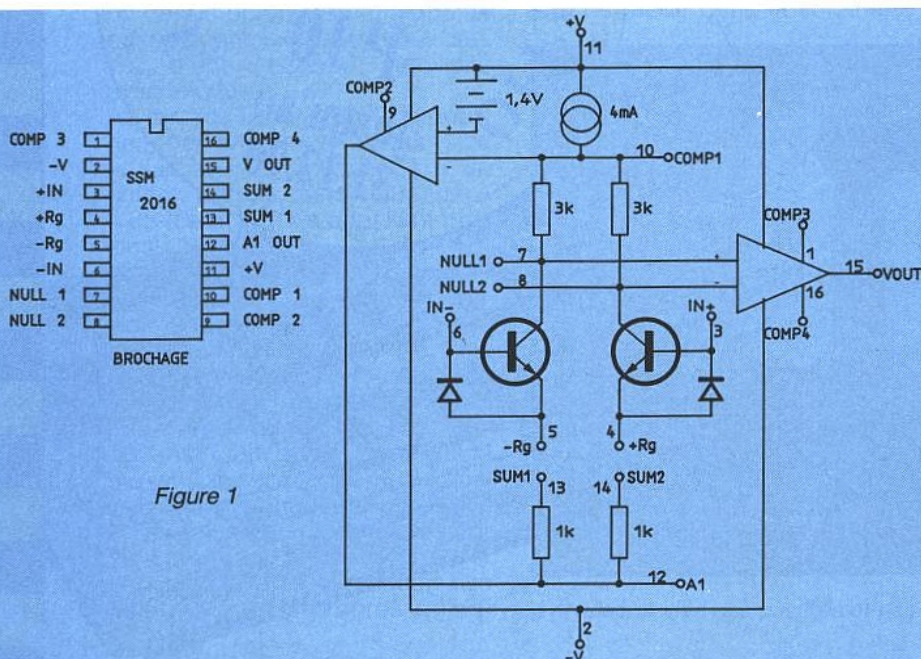 COMP 3 1 16 COMP 4
-V 2 15 V OUT
+IN 3 14 SUM 2
+Rg 4 13 SUM 1
-Rg 5 12 A1 OUT
-IN 6 11 +V
NULL 1 7 10 COMP 1
NULL 2 8 9 COMP 2
SSM
2016
BROCHAGE
Figure 1
+V
11
COMP2
9
1,4V
4mA
+
-
10 COMP1
3k
3k
NULL1 7
NULL2 8
+
-
COMP3
1
15 VOUT
16
COMP4
IN-
6
IN+
3
5
-Rg
4
+Rg
SUM1 13
14 SUM2
1k
1k
12 A1
2
-V